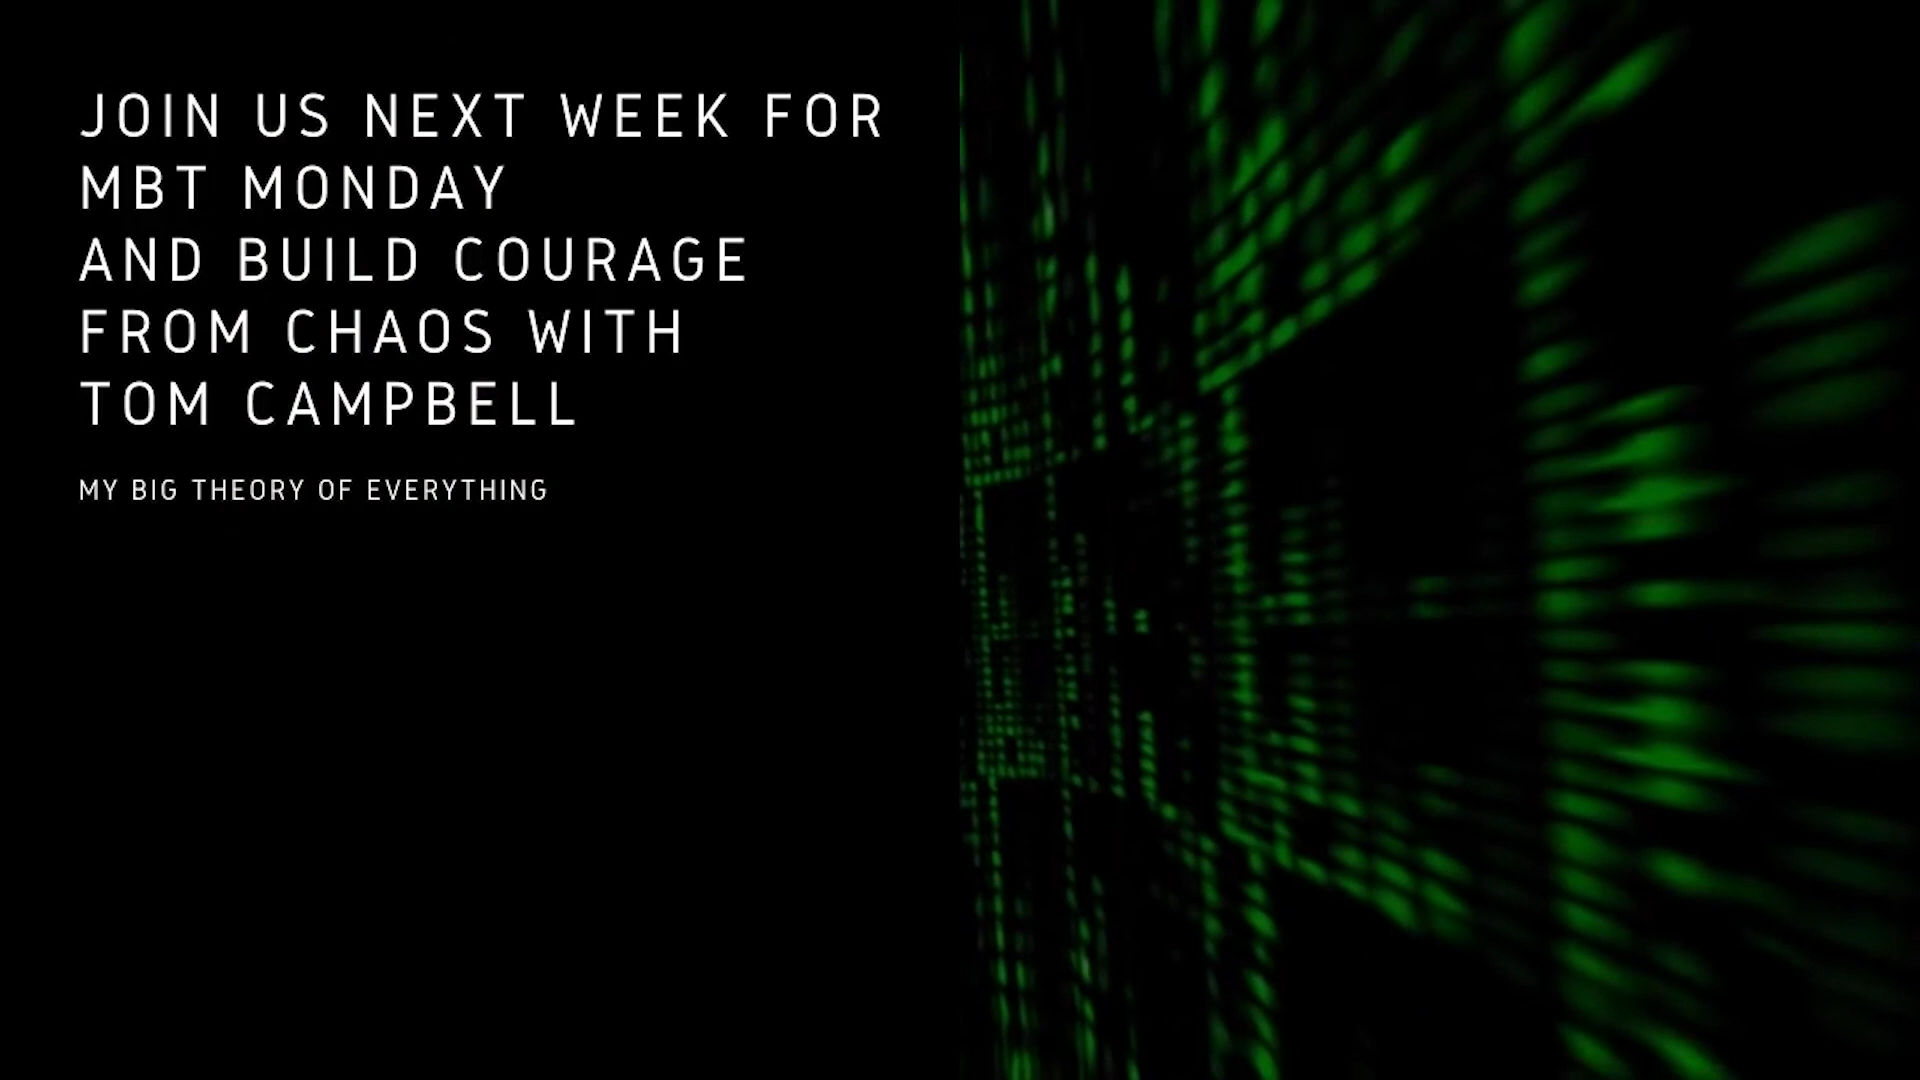 JOIN US NEXT WEEK FOR
MBT MONDAY
AND BUILD COURAGE
FROM CHAOS WITH
TOM CAMPBELL
MY BIG THEORY OF EVERYTHING